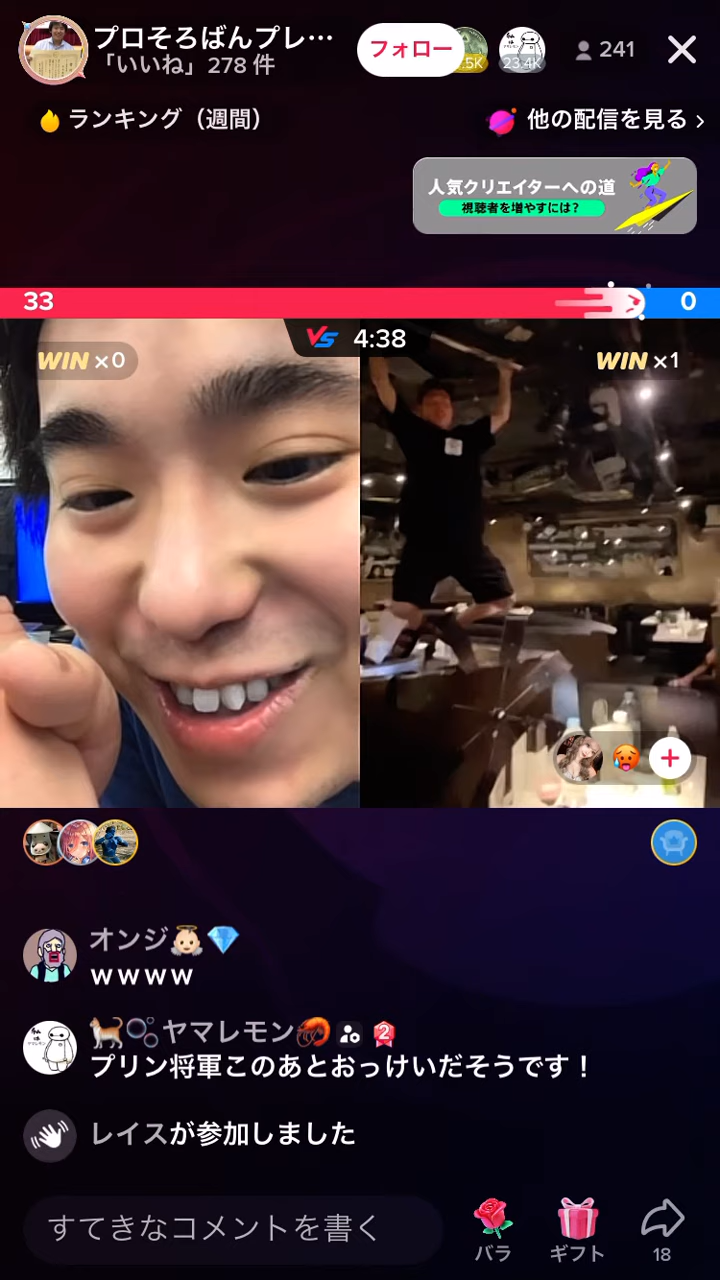 プロそろばんプレ…
「いいね」278 件
フォロー
.5K
23.4K
241
ランキング（週間）
他の配信を見る
人気クリエイターへの道
視聴者を増やすには？
33
0
VS 4:38
WIN ×0
WIN ×1
オンジ👼🏻💎
ｗｗｗｗ
🐈🫧ヤマレモン🦐 2
プリン将軍このあとおっけいだそうです！
レイスが参加しました
すてきなコメントを書く
バラ
ギフト
18